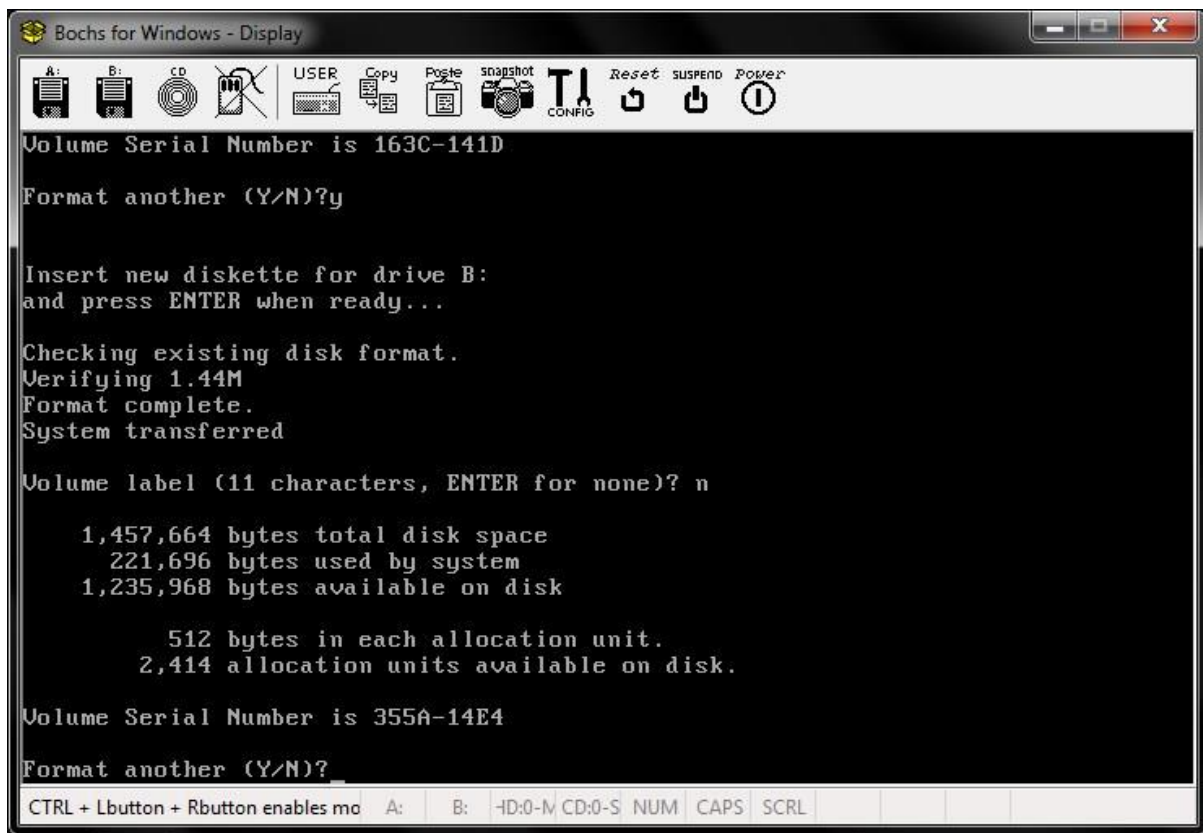 Bochs for Windows - Display
A: B: CD USER Copy Paste snapshot CONFIG Reset SUSPEND Power
Volume Serial Number is 163C-141D
Format another (Y/N)?y
Insert new diskette for drive B:
and press ENTER when ready...
Checking existing disk format.
Verifying 1.44M
Format complete.
System transferred
Volume label (11 characters, ENTER for none)? n
1,457,664 bytes total disk space
221,696 bytes used by system
1,235,968 bytes available on disk
512 bytes in each allocation unit.
2,414 allocation units available on disk.
Volume Serial Number is 355A-14E4
Format another (Y/N)?_
CTRL + Lbutton + Rbutton enables mo A: B: HD:0-M CD:0-S NUM CAPS SCRL